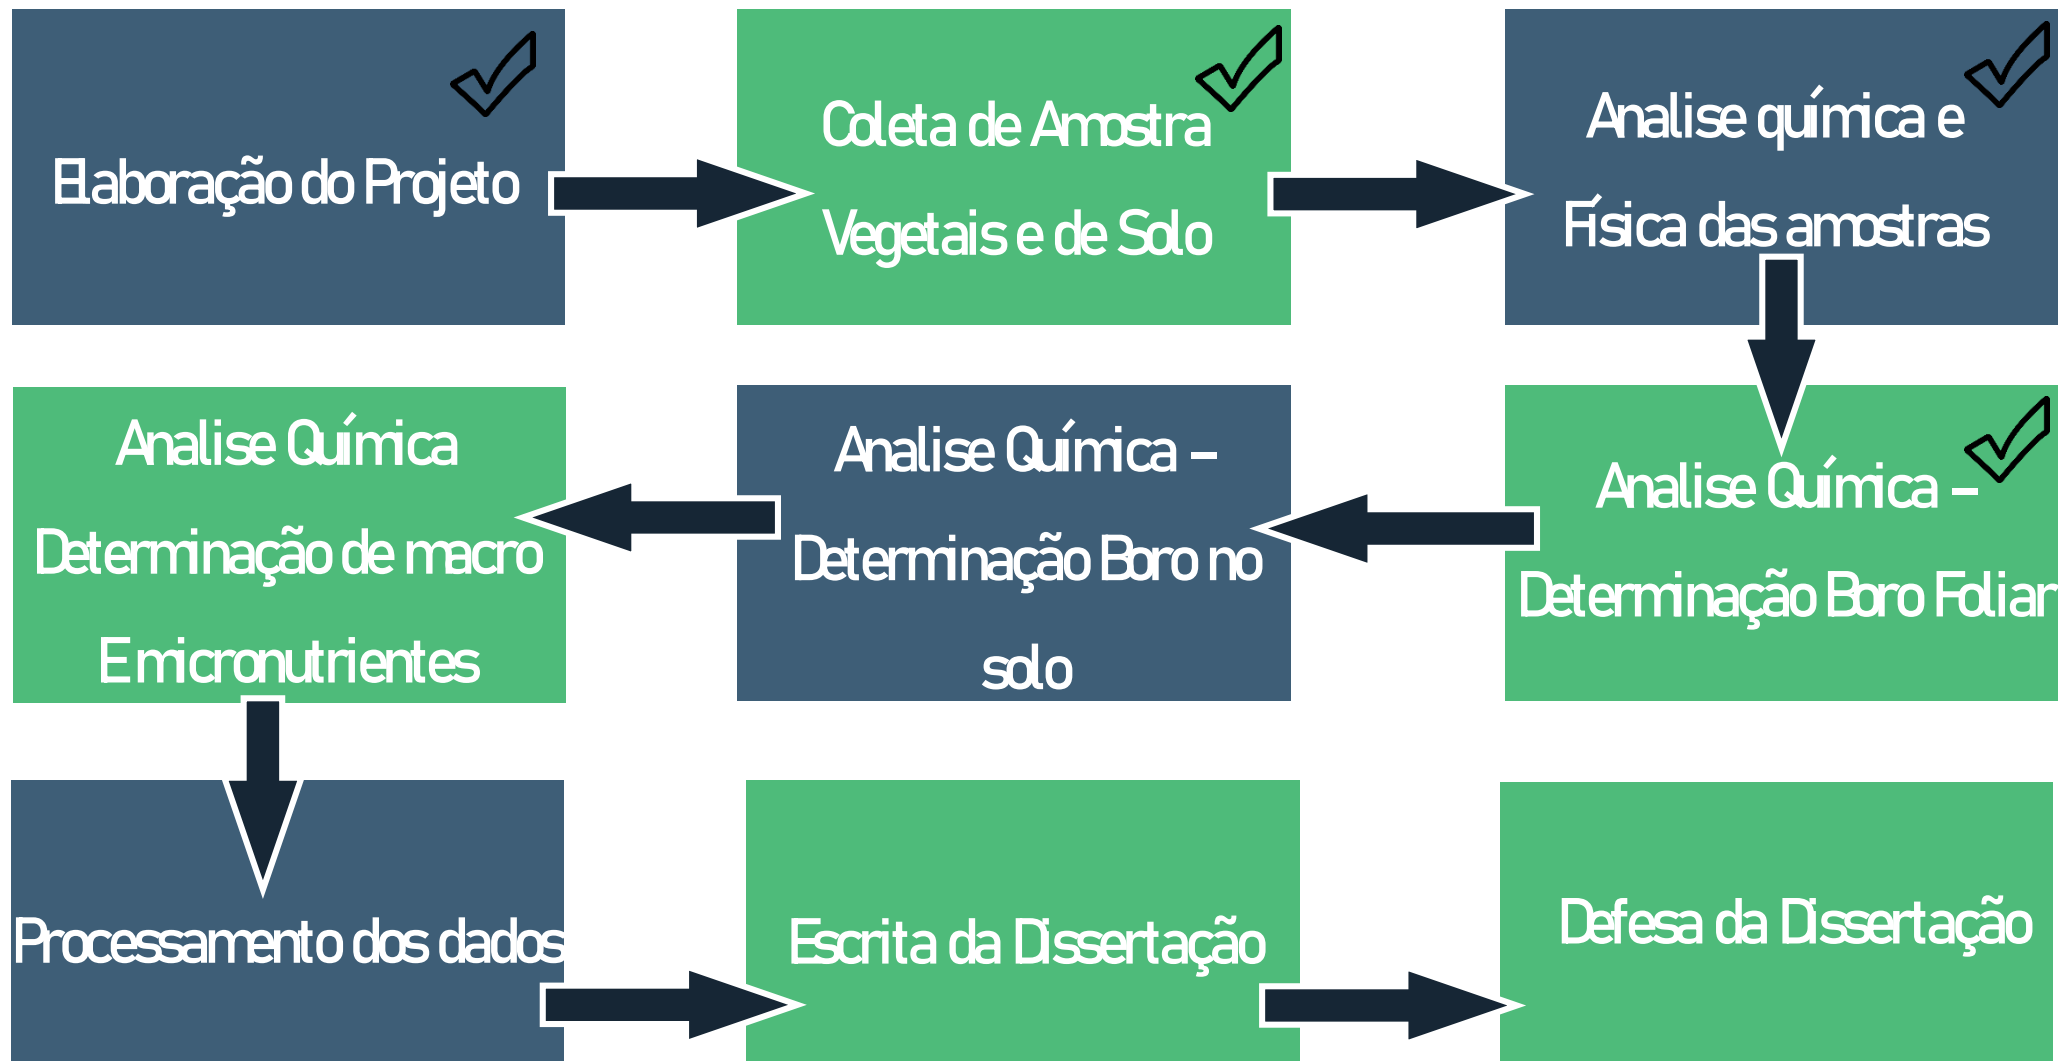 Elaboração do Projeto
Coleta de Amostra
Vegetais e de Solo
Analise química e
Física das amostras
Analise Química –
Determinação Boro Foliar
Analise Química –
Determinação Boro no
solo
Analise Química
Determinação de macro
E micronutrientes
Processamento dos dados
Escrita da Dissertação
Defesa da Dissertação